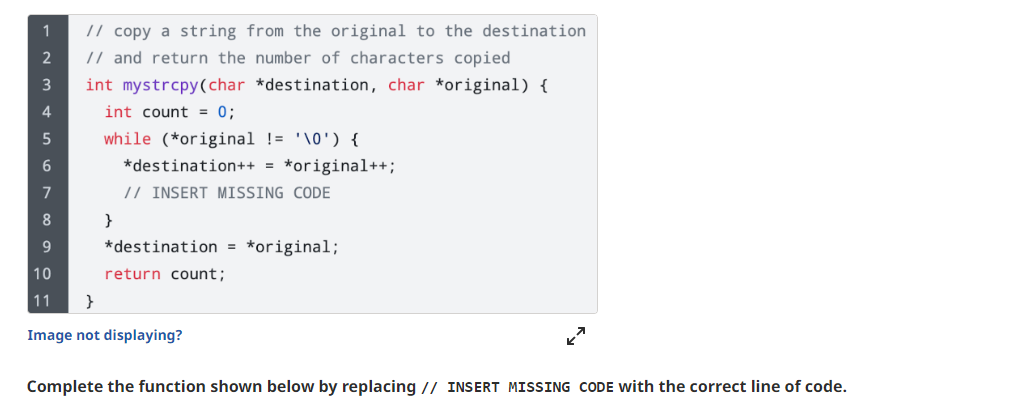 1 // copy a string from the original to the destination
2 // and return the number of characters copied
3 int mystrcpy(char *destination, char *original) {
4 int count = 0;
5 while (*original != '\0') {
6 *destination++ = *original++;
7 // INSERT MISSING CODE
8 }
9 *destination = *original;
10 return count;
11 }
Image not displaying?
Complete the function shown below by replacing // INSERT MISSING CODE with the correct line of code.